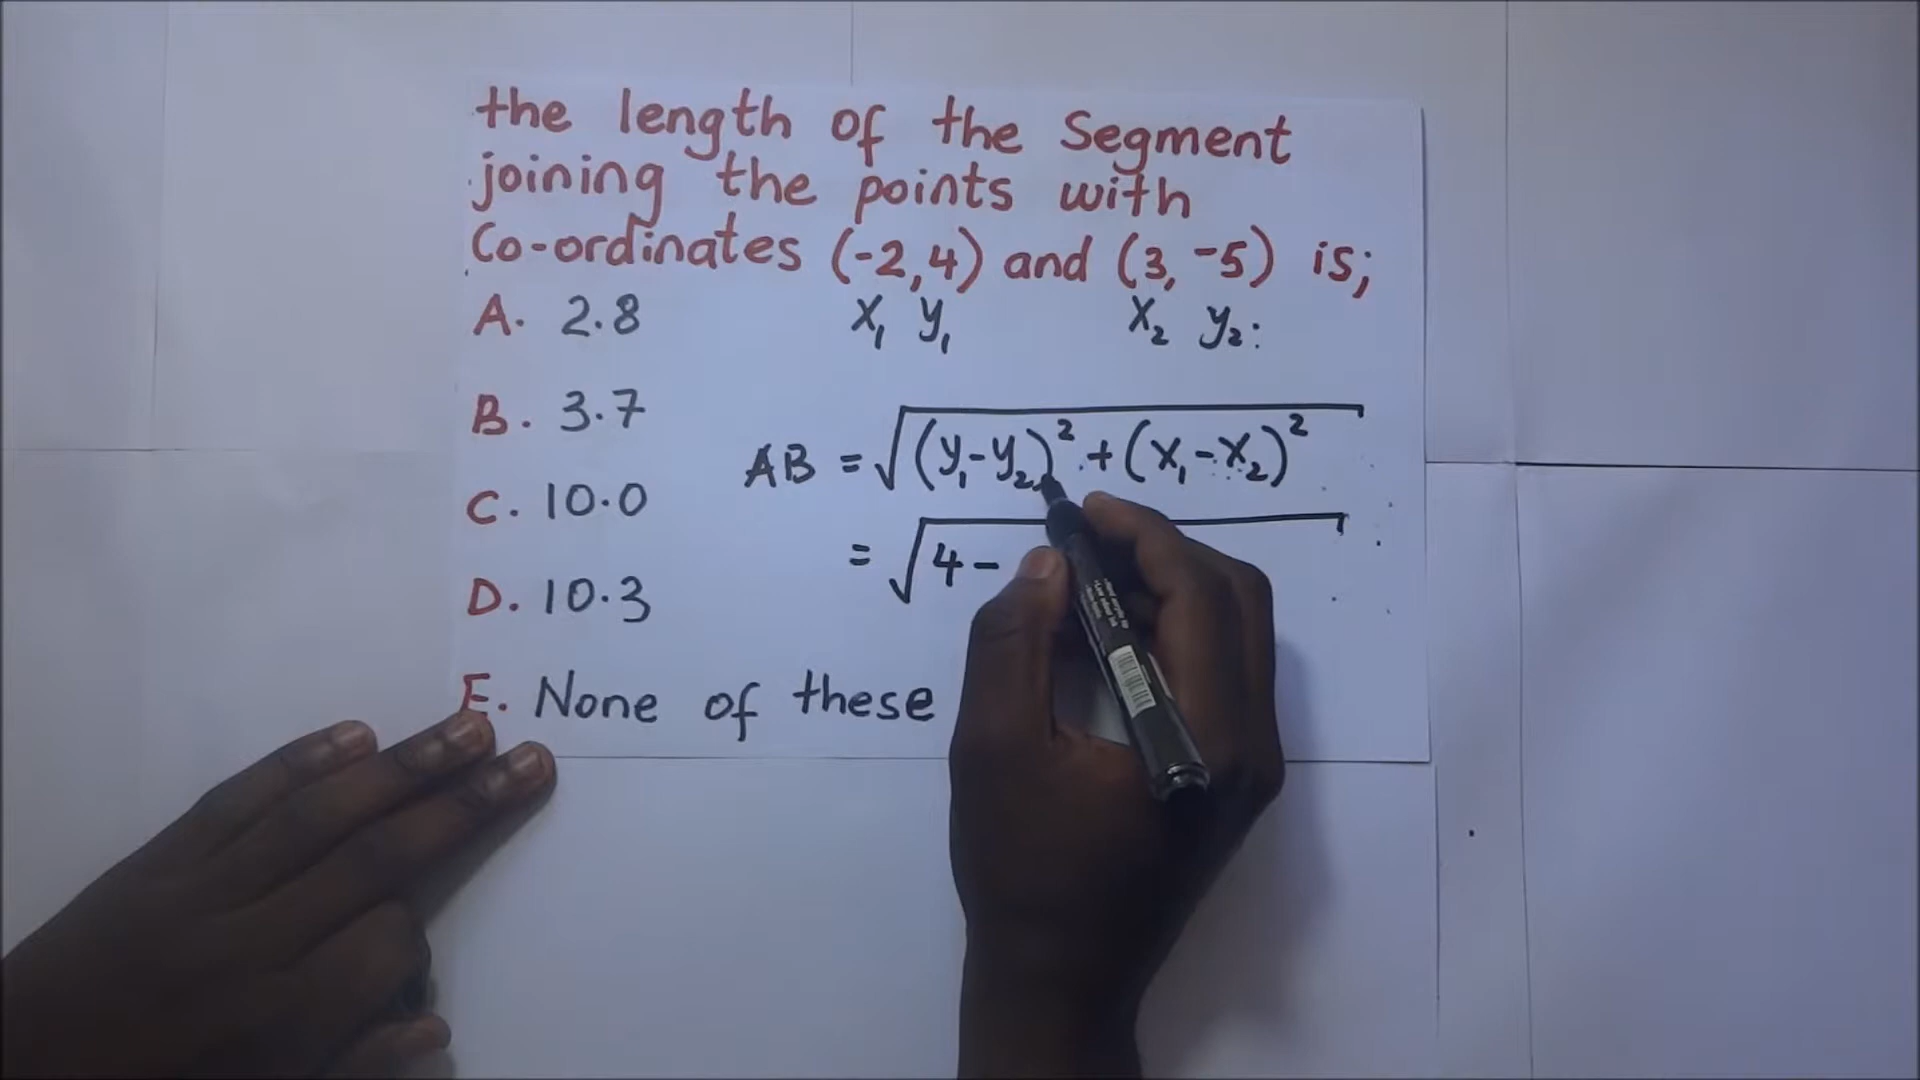 the length of the Segment
joining the points with
Co-ordinates (-2,4) and (3, -5) is;
x₁ y₁ x₂ y₂:
A. 2.8
B. 3.7
C. 10.0
D. 10.3
E. None of these
AB = √(y₁-y₂)² + (x₁-x₂)²
= √4-